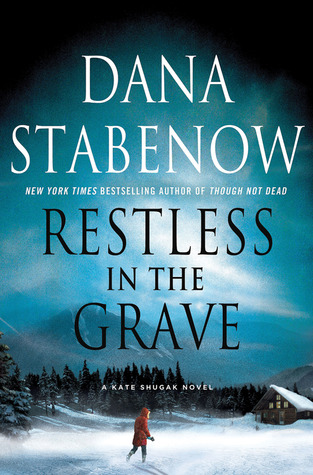 DANA
STABENOW
NEW YORK TIMES BESTSELLING AUTHOR OF THOUGH NOT DEAD
RESTLESS
IN THE
GRAVE
A KATE SHUGAK NOVEL